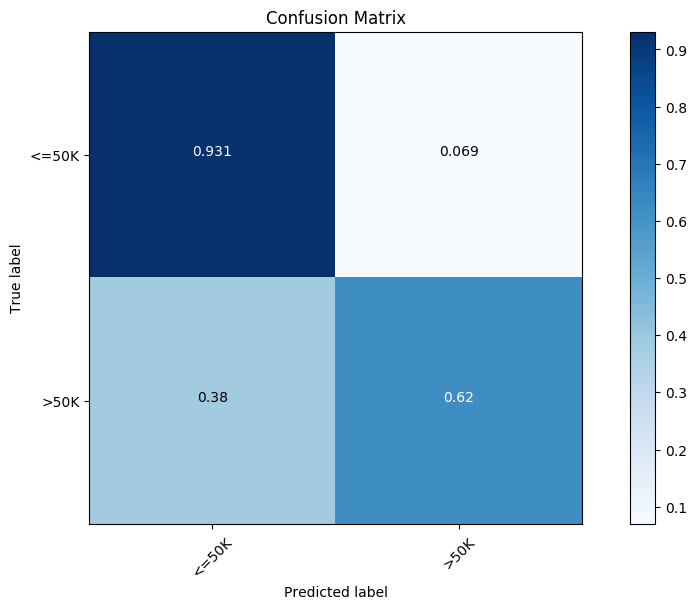 Confusion Matrix
True label
<=50K
0.931
0.069
>50K
0.38
0.62
<=50K
>50K
Predicted label
0.9
0.8
0.7
0.6
0.5
0.4
0.3
0.2
0.1